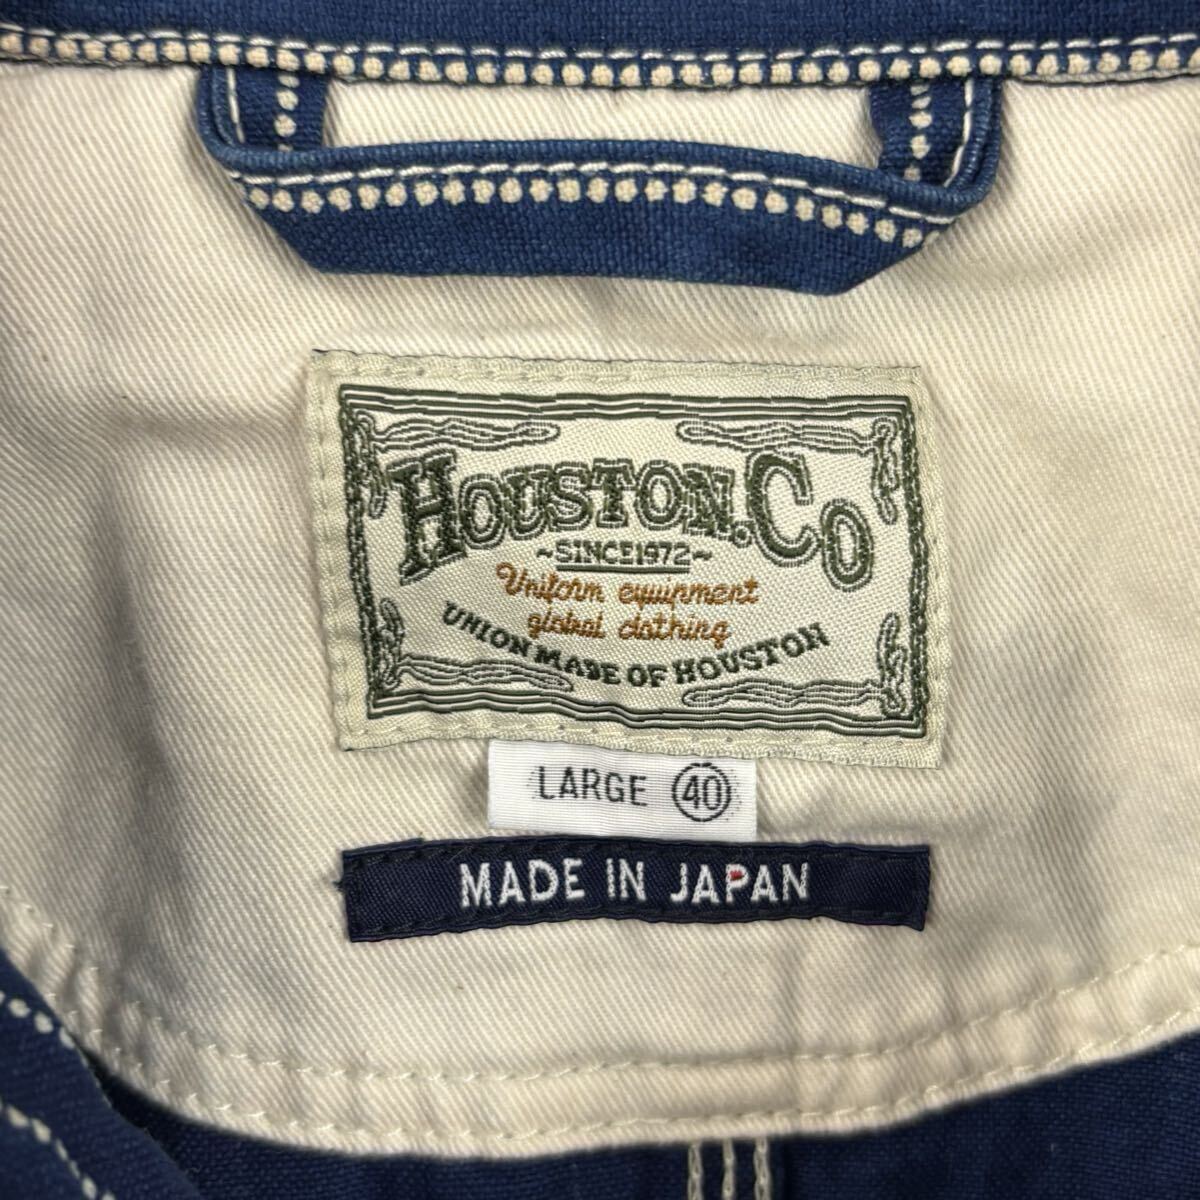 HOUSTON.CO
~SINCE1972~
Uniform equipment
global clothing
UNION MADE OF HOUSTON
LARGE 40
MADE IN JAPAN